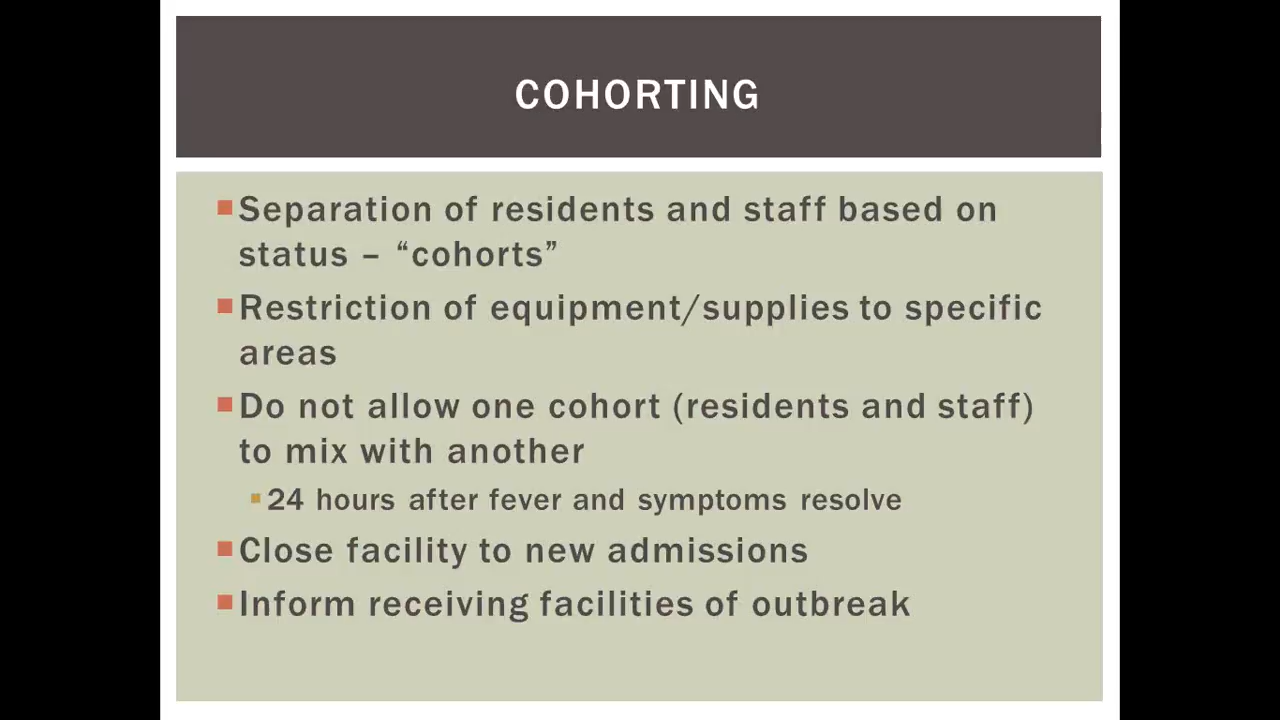 COHORTING
Separation of residents and staff based on
status – “cohorts”
Restriction of equipment/supplies to specific
areas
Do not allow one cohort (residents and staff)
to mix with another
24 hours after fever and symptoms resolve
Close facility to new admissions
Inform receiving facilities of outbreak